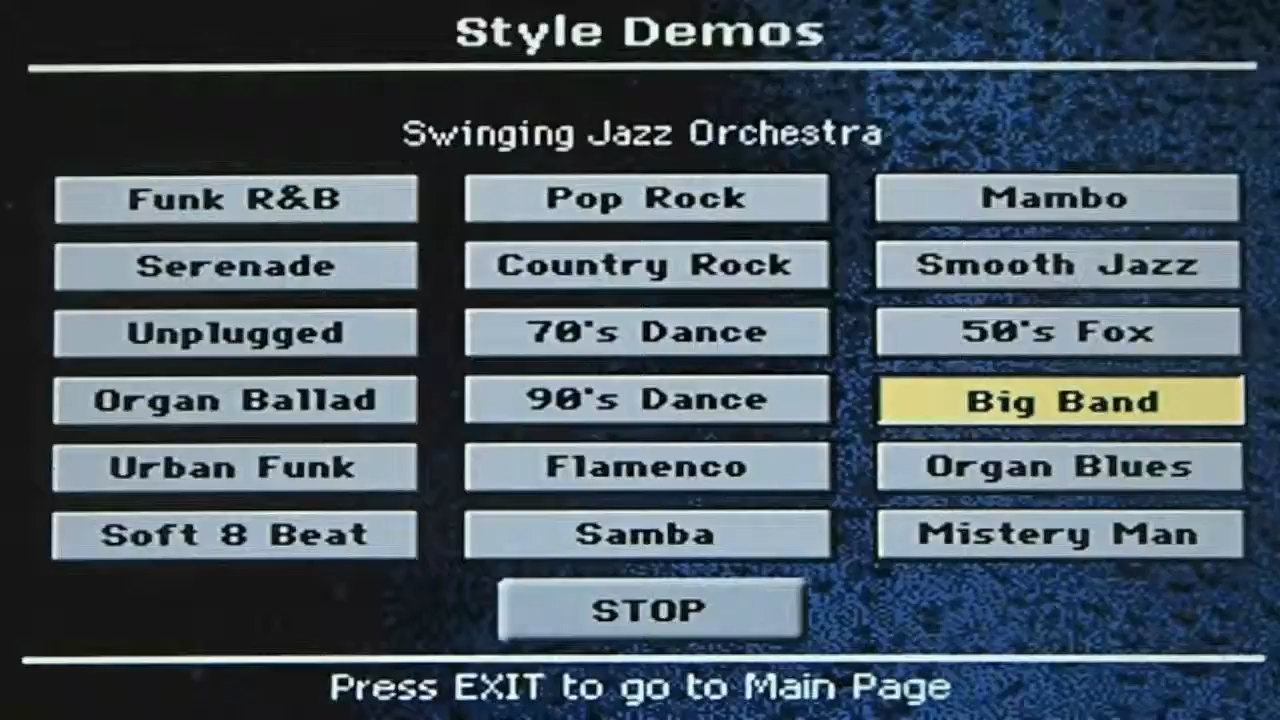 Style Demos
Swinging Jazz Orchestra
Funk R&B Pop Rock Mambo
Serenade Country Rock Smooth Jazz
Unplugged 70's Dance 50's Fox
Organ Ballad 90's Dance Big Band
Urban Funk Flamenco Organ Blues
Soft 8 Beat Samba Mistery Man
STOP
Press EXIT to go to Main Page